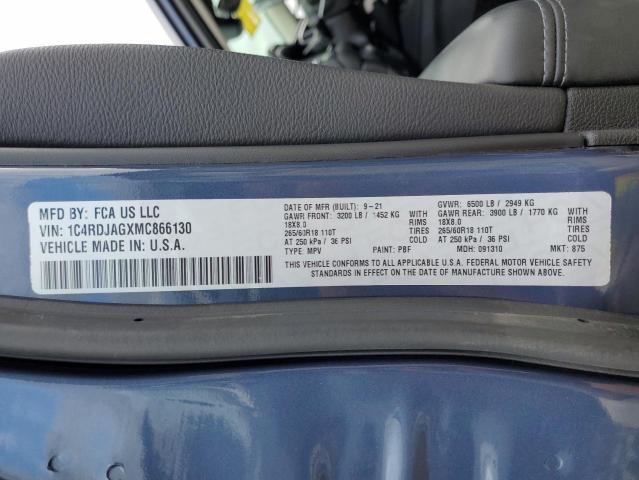 MFD BY: FCA US LLC
VIN: 1C4RDJAGXMC866130
VEHICLE MADE IN U.S.A.
DATE OF MFR (BUILT): 9-21 GVWR: 6500 LB / 2949 KG
GAWR FRONT: 3200 LB / 1452 KG WITH GAWR REAR: 3900 LB / 1770 KG WITH
18X8.0 RIMS 18X8.0 RIMS
265/60R18 110T TIRES 265/60R18 110T TIRES
AT 250 kPa / 36 PSI COLD AT 250 kPa / 36 PSI COLD
TYPE: MPV PAINT: PBF MDH: 091310 MKT: 875
THIS VEHICLE CONFORMS TO ALL APPLICABLE U.S.A. FEDERAL MOTOR VEHICLE SAFETY
STANDARDS IN EFFECT ON THE DATE OF MANUFACTURE SHOWN ABOVE.